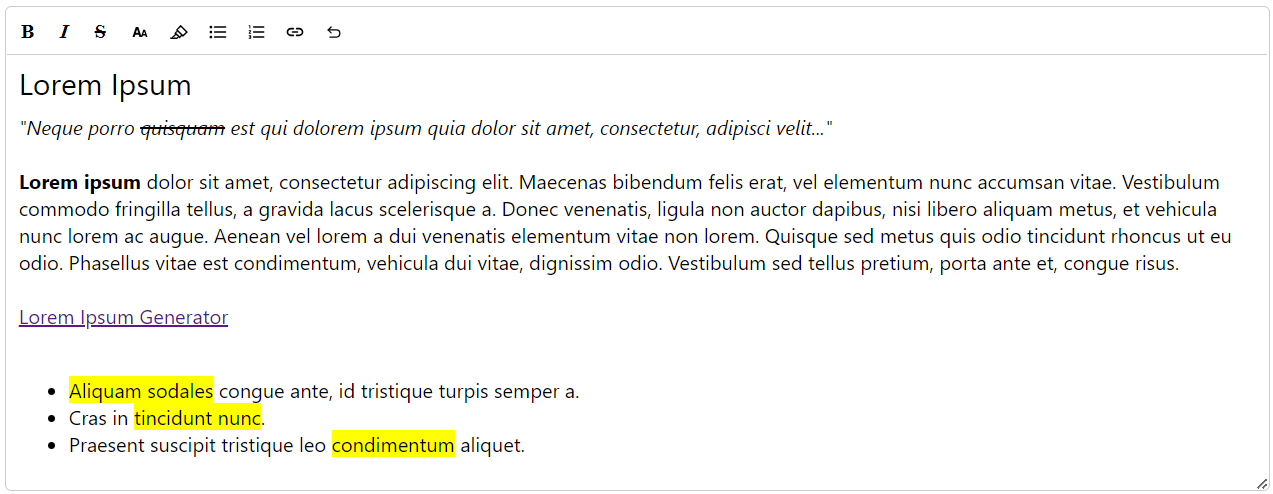 B I S AA
Lorem Ipsum
"Neque porro quisquam est qui dolorem ipsum quia dolor sit amet, consectetur, adipisci velit..."
Lorem ipsum dolor sit amet, consectetur adipiscing elit. Maecenas bibendum felis erat, vel elementum nunc accumsan vitae. Vestibulum
commodo fringilla tellus, a gravida lacus scelerisque a. Donec venenatis, ligula non auctor dapibus, nisi libero aliquam metus, et vehicula
nunc lorem ac augue. Aenean vel lorem a dui venenatis elementum vitae non lorem. Quisque sed metus quis odio tincidunt rhoncus ut eu
odio. Phasellus vitae est condimentum, vehicula dui vitae, dignissim odio. Vestibulum sed tellus pretium, porta ante et, congue risus.
Lorem Ipsum Generator
• Aliquam sodales congue ante, id tristique turpis semper a.
• Cras in tincidunt nunc.
• Praesent suscipit tristique leo condimentum aliquet.